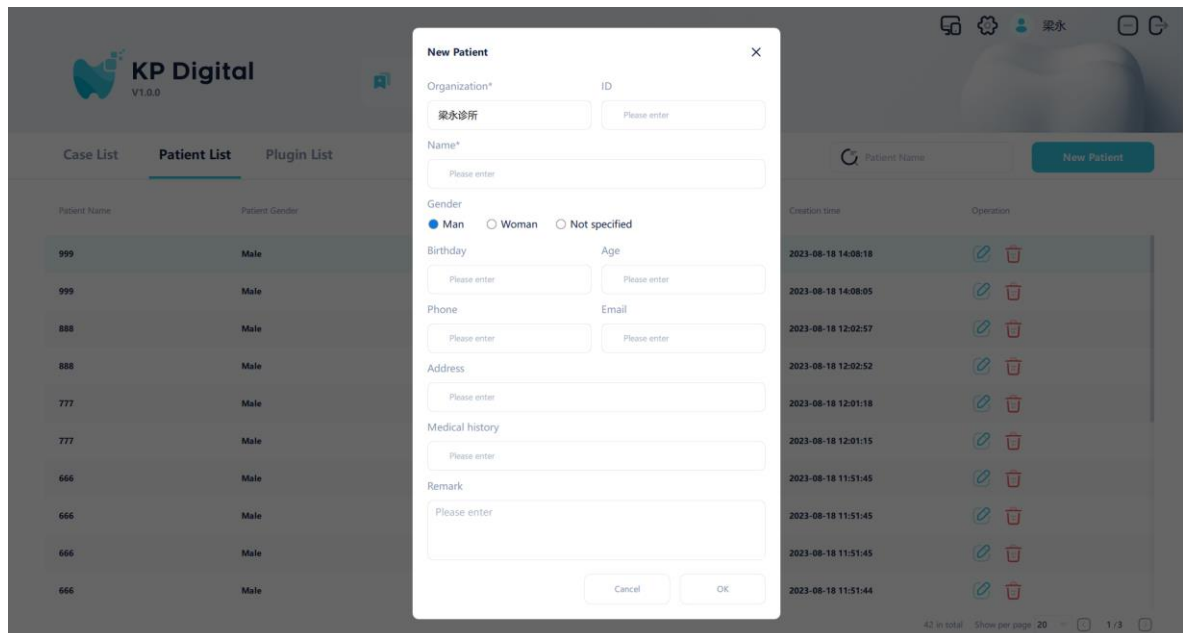 梁永
KP Digital
V1.0.0
Case List Patient List Plugin List
Patient Name
New Patient
Patient Name Patient Gender Creation time Operation
999 Male 2023-08-18 14:08:18
999 Male 2023-08-18 14:08:05
888 Male 2023-08-18 12:02:57
888 Male 2023-08-18 12:02:52
777 Male 2023-08-18 12:01:18
777 Male 2023-08-18 12:01:15
666 Male 2023-08-18 11:51:45
666 Male 2023-08-18 11:51:45
666 Male 2023-08-18 11:51:45
666 Male 2023-08-18 11:51:44
42 in total Show per page 20 1/3
New Patient
Organization* ID
梁永诊所 Please enter
Name*
Please enter
Gender
Man Woman Not specified
Birthday Age
Please enter Please enter
Phone Email
Please enter Please enter
Address
Please enter
Medical history
Please enter
Remark
Please enter
Cancel OK